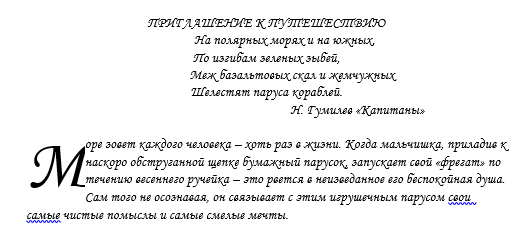 ПРИГЛАШЕНИЕ К ПУТЕШЕСТВИЮ
На полярных морях и на южных,
По изгибам зеленых зыбей,
Меж базальтовых скал и жемчужных
Шелестят паруса кораблей.
Н. Гумилев «Капитаны»
Море зовет каждого человека – хоть раз в жизни. Когда мальчишка, приладив к
наскоро обструганной щепке бумажный парусок, запускает свой «фрегат» по
течению весеннего ручейка – это рвется в неизведанное его беспокойная душа.
Сам того не осознавая, он связывает с этим игрушечным парусом свои
самые чистые помыслы и самые смелые мечты.